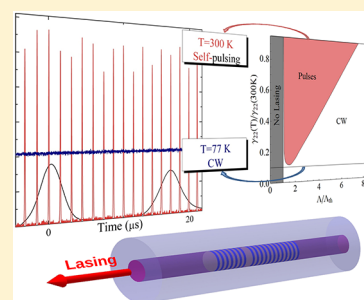 T=300 K
Self-pulsing
T=77 K
CW
0
20
Time (μs)
γ₂₂(T)/γ₂₂(300K)
0.8
0.6
0.4
0.2
0.0
No Lasing
Pulses
CW
0
2
4
6
8
Λ/Λth
Lasing